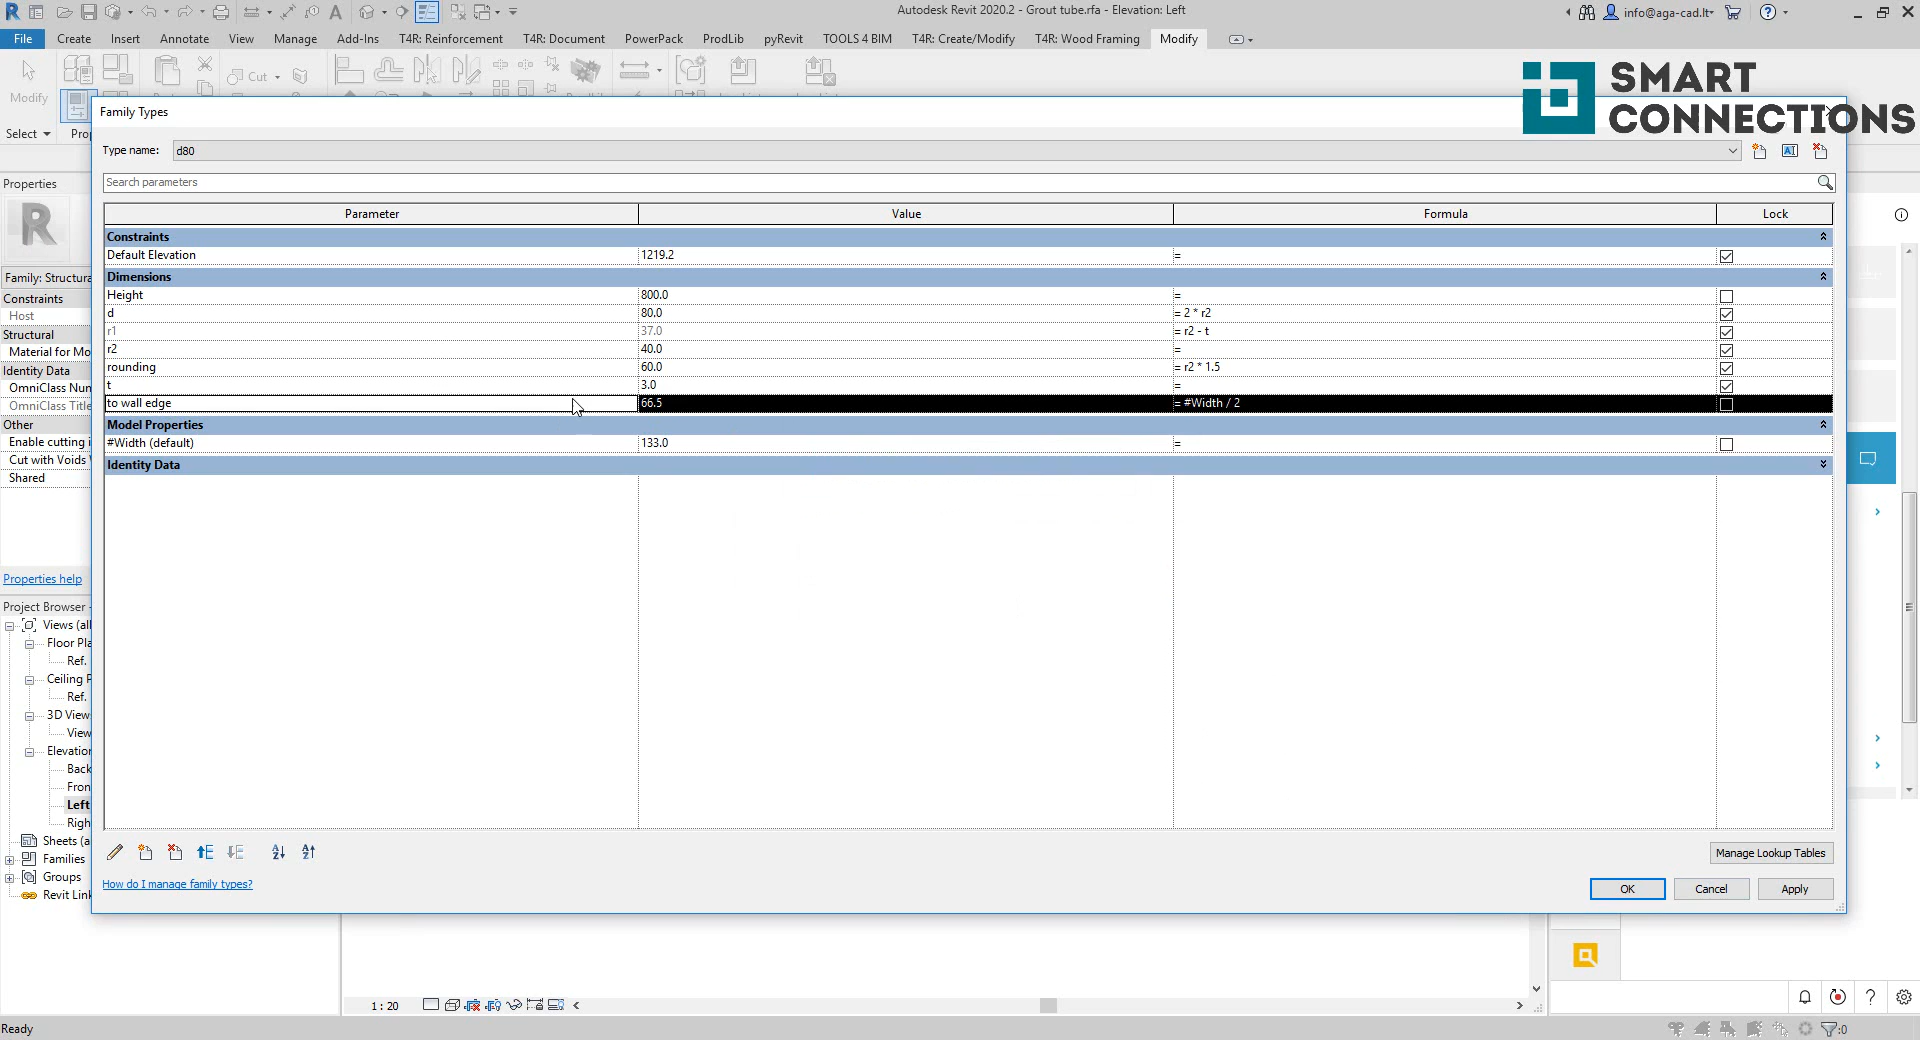 Autodesk Revit 2020.2 - Grout tube.rfa - Elevation: Left
info@aga-cad.lt
File Create Insert Annotate View Manage Add-Ins T4R: Reinforcement T4R: Document PowerPack ProdLib pyRevit TOOLS 4 BIM T4R: Create/Modify T4R: Wood Framing Modify
Cut
Modify
Select
SMART
CONNECTIONS
Family Types
Type name: d80
Search parameters
Parameter Value Formula Lock
Constraints
Default Elevation 1219.2 =
Dimensions
Height 800.0 =
d 80.0 = 2 * r2
r1 37.0 = r2 - t
r2 40.0 =
rounding 60.0 = r2 * 1.5
t 3.0 =
to wall edge 66.5 = #Width / 2
Model Properties
#Width (default) 133.0 =
Identity Data
Manage Lookup Tables
How do I manage family types?
OK Cancel Apply
Properties
R
Family: Structura
Constraints
Host
Structural
Material for Mo
Identity Data
OmniClass Num
OmniClass Title
Other
Enable cutting i
Cut with Voids
Shared
Properties help
Project Browser -
Views (all
Floor Pla
Ref.
Ceiling P
Ref.
3D View
View
Elevation
Back
Fron
Left
Righ
Sheets (a
Families
Groups
Revit Link
1 : 20
Ready
:0